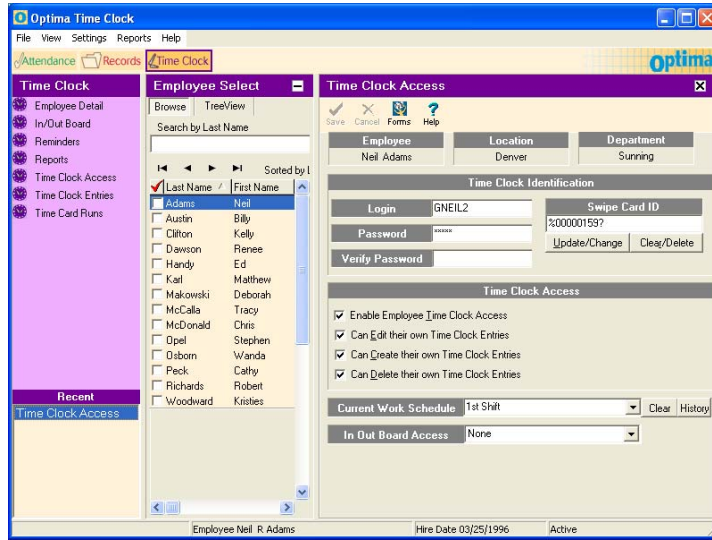 Optima Time Clock
File View Settings Reports Help
Attendance Records Time Clock Optima
Time Clock
Employee Detail
In/Out Board
Reminders
Reports
Time Clock Access
Time Clock Entries
Time Card Runs
Recent
Time Clock Access
Employee Select
Browse TreeView
Search by Last Name
Sorted by L
Last Name / First Name
Adams Neil
Austin Billy
Clifton Kelly
Dawson Renee
Handy Ed
Karl Matthew
Makowski Deborah
McCalla Tracy
McDonald Chris
Opel Stephen
Osborn Wanda
Peck Cathy
Richards Robert
Woodward Kristies
Time Clock Access
Save Cancel Forms Help
Employee Location Department
Neil Adams Denver Sunning
Time Clock Identification
Login GNEIL2 Swipe Card ID
%00000159?
Password ***** Update/Change Clear/Delete
Verify Password
Time Clock Access
Enable Employee Time Clock Access
Can Edit their own Time Clock Entries
Can Create their own Time Clock Entries
Can Delete their own Time Clock Entries
Current Work Schedule 1st Shift Clear History
In Out Board Access None
Employee Neil R Adams Hire Date 03/25/1996 Active